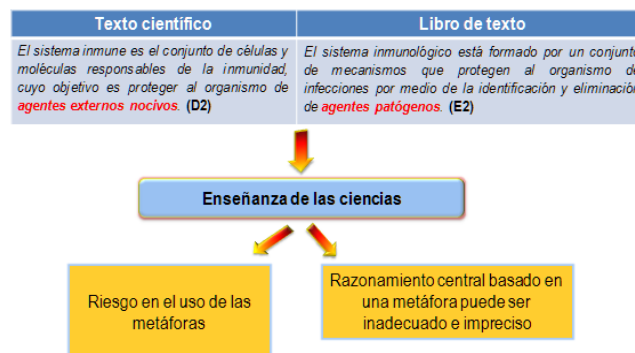 Texto científico
Libro de texto
El sistema inmune es el conjunto de células y
moléculas responsables de la inmunidad,
cuyo objetivo es proteger al organismo de
agentes externos nocivos. (D2)
El sistema inmunológico está formado por un conjunto
de mecanismos que protegen al organismo de
infecciones por medio de la identificación y eliminación
de agentes patógenos. (E2)
Enseñanza de las ciencias
Riesgo en el uso de las
metáforas
Razonamiento central basado en
una metáfora puede ser
inadecuado e impreciso